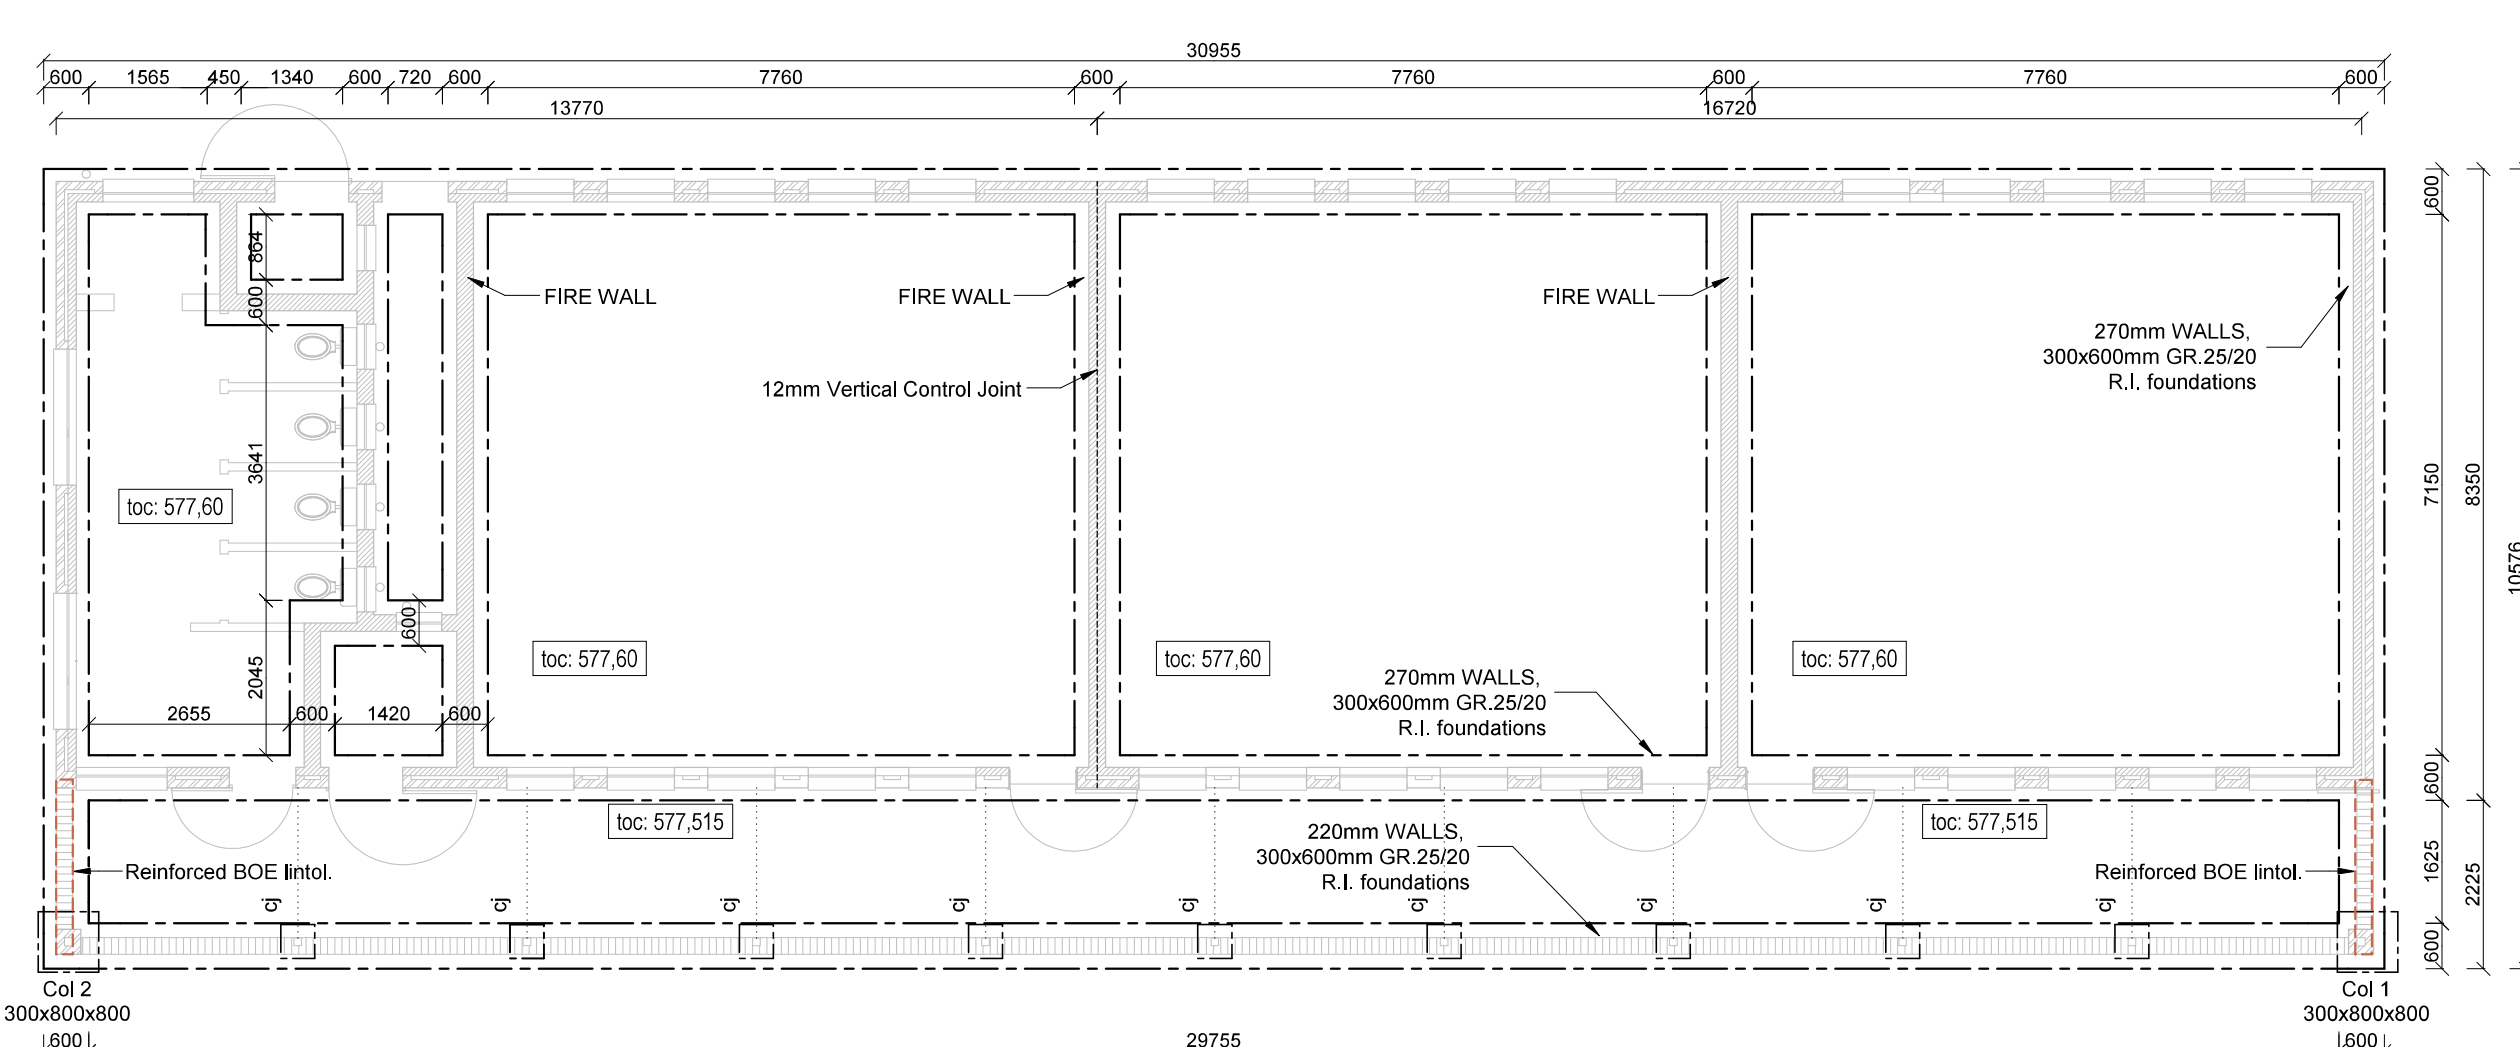 30955
600 1565 450 1340 600 720 600 7760 600 7760 600 7760 600
13770 16720
600
864
600
FIRE WALL
FIRE WALL
FIRE WALL
270mm WALLS,
300x600mm GR.25/20
R.I. foundations
12mm Vertical Control Joint
3641
7150
8350
toc: 577,60
10576
600
toc: 577,60
toc: 577,60
toc: 577,60
2045
270mm WALLS,
300x600mm GR.25/20
R.I. foundations
2655 600 1420 600
600
toc: 577,515
toc: 577,515
220mm WALLS,
300x600mm GR.25/20
R.I. foundations
Reinforced BOE lintol.
Reinforced BOE lintol.
1625
2225
cj cj cj cj cj cj cj cj cj
600
Col 2
300x800x800
600
Col 1
300x800x800
600
29755